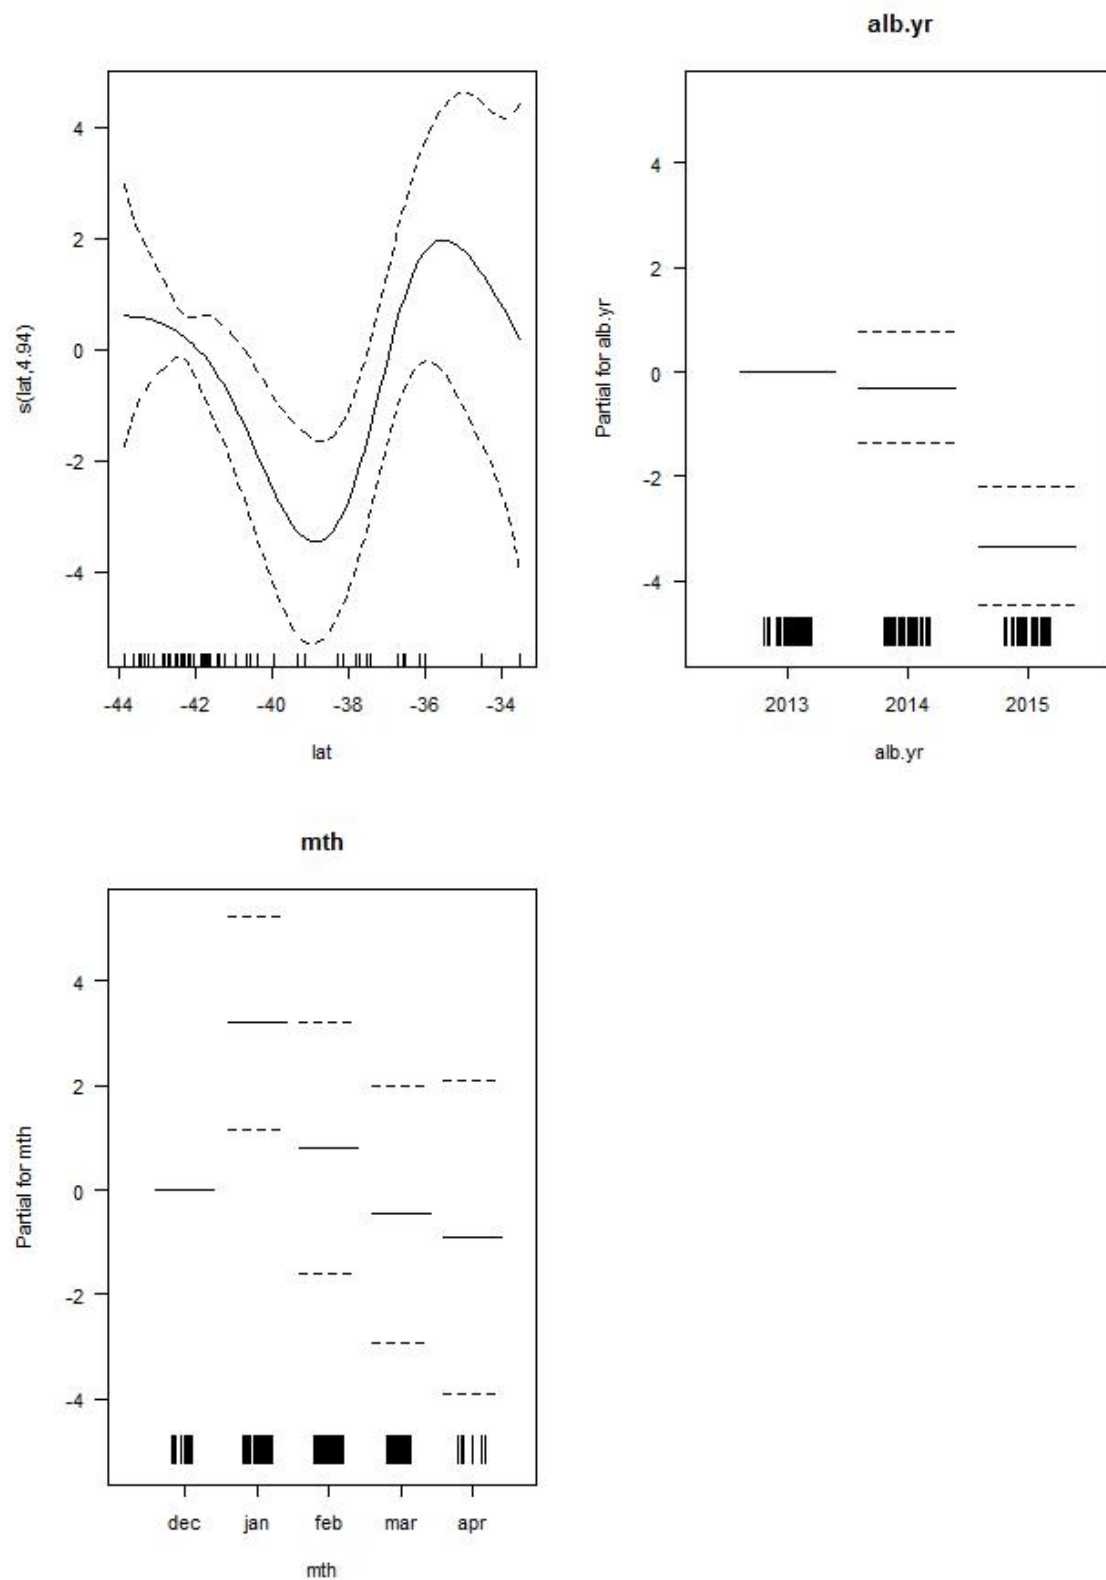 s(lat,4.94)
4
2
0
-2
-4
-44
-42
-40
-38
-36
-34
lat
alb.yr
Partial for alb.yr
4
2
0
-2
-4
2013
2014
2015
alb.yr
mth
Partial for mth
4
2
0
-2
-4
dec
jan
feb
mar
apr
mth